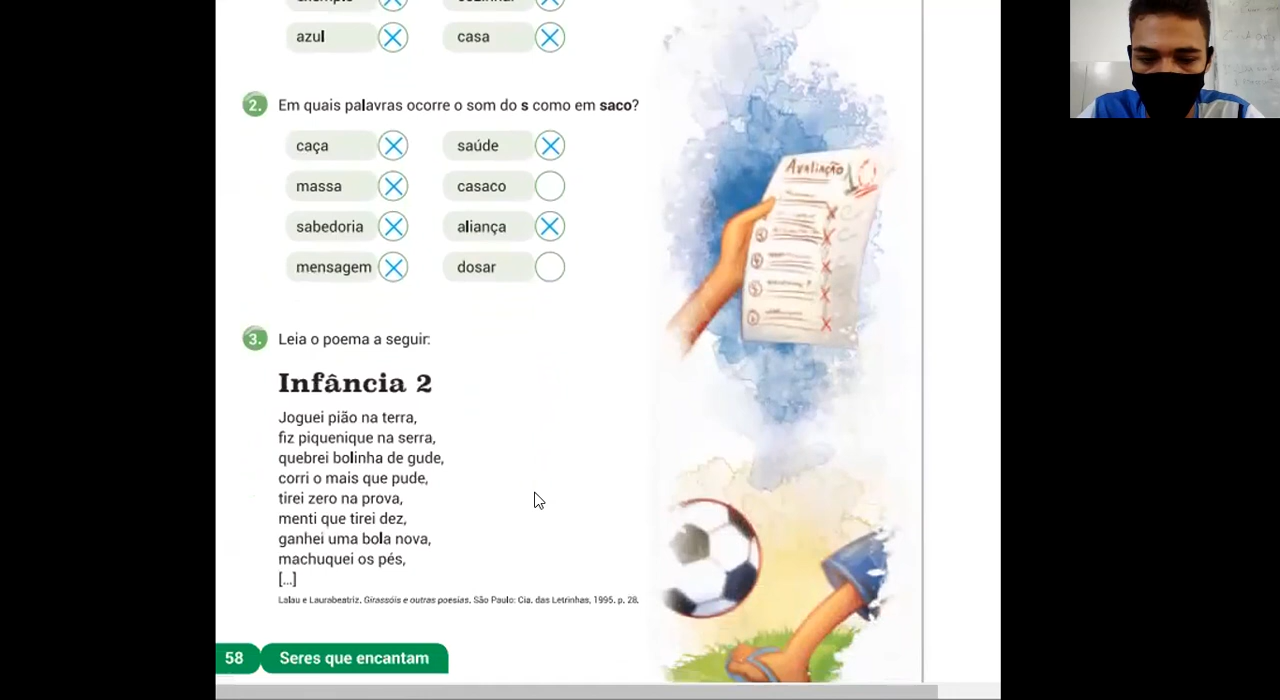 azul casa
2. Em quais palavras ocorre o som do s como em saco?
caça saúde
massa casaco
sabedoria aliança
mensagem dosar
3. Leia o poema a seguir:
Infância 2
Joguei pião na terra,
fiz piquenique na serra,
quebrei bolinha de gude,
corri o mais que pude,
tirei zero na prova,
menti que tirei dez,
ganhei uma bola nova,
machuquei os pés,
[...]
Lalau e Laurabeatriz. Girassóis e outras poesias. São Paulo: Cia. das Letrinhas, 1995. p. 28.
58 Seres que encantam
Avaliação 10